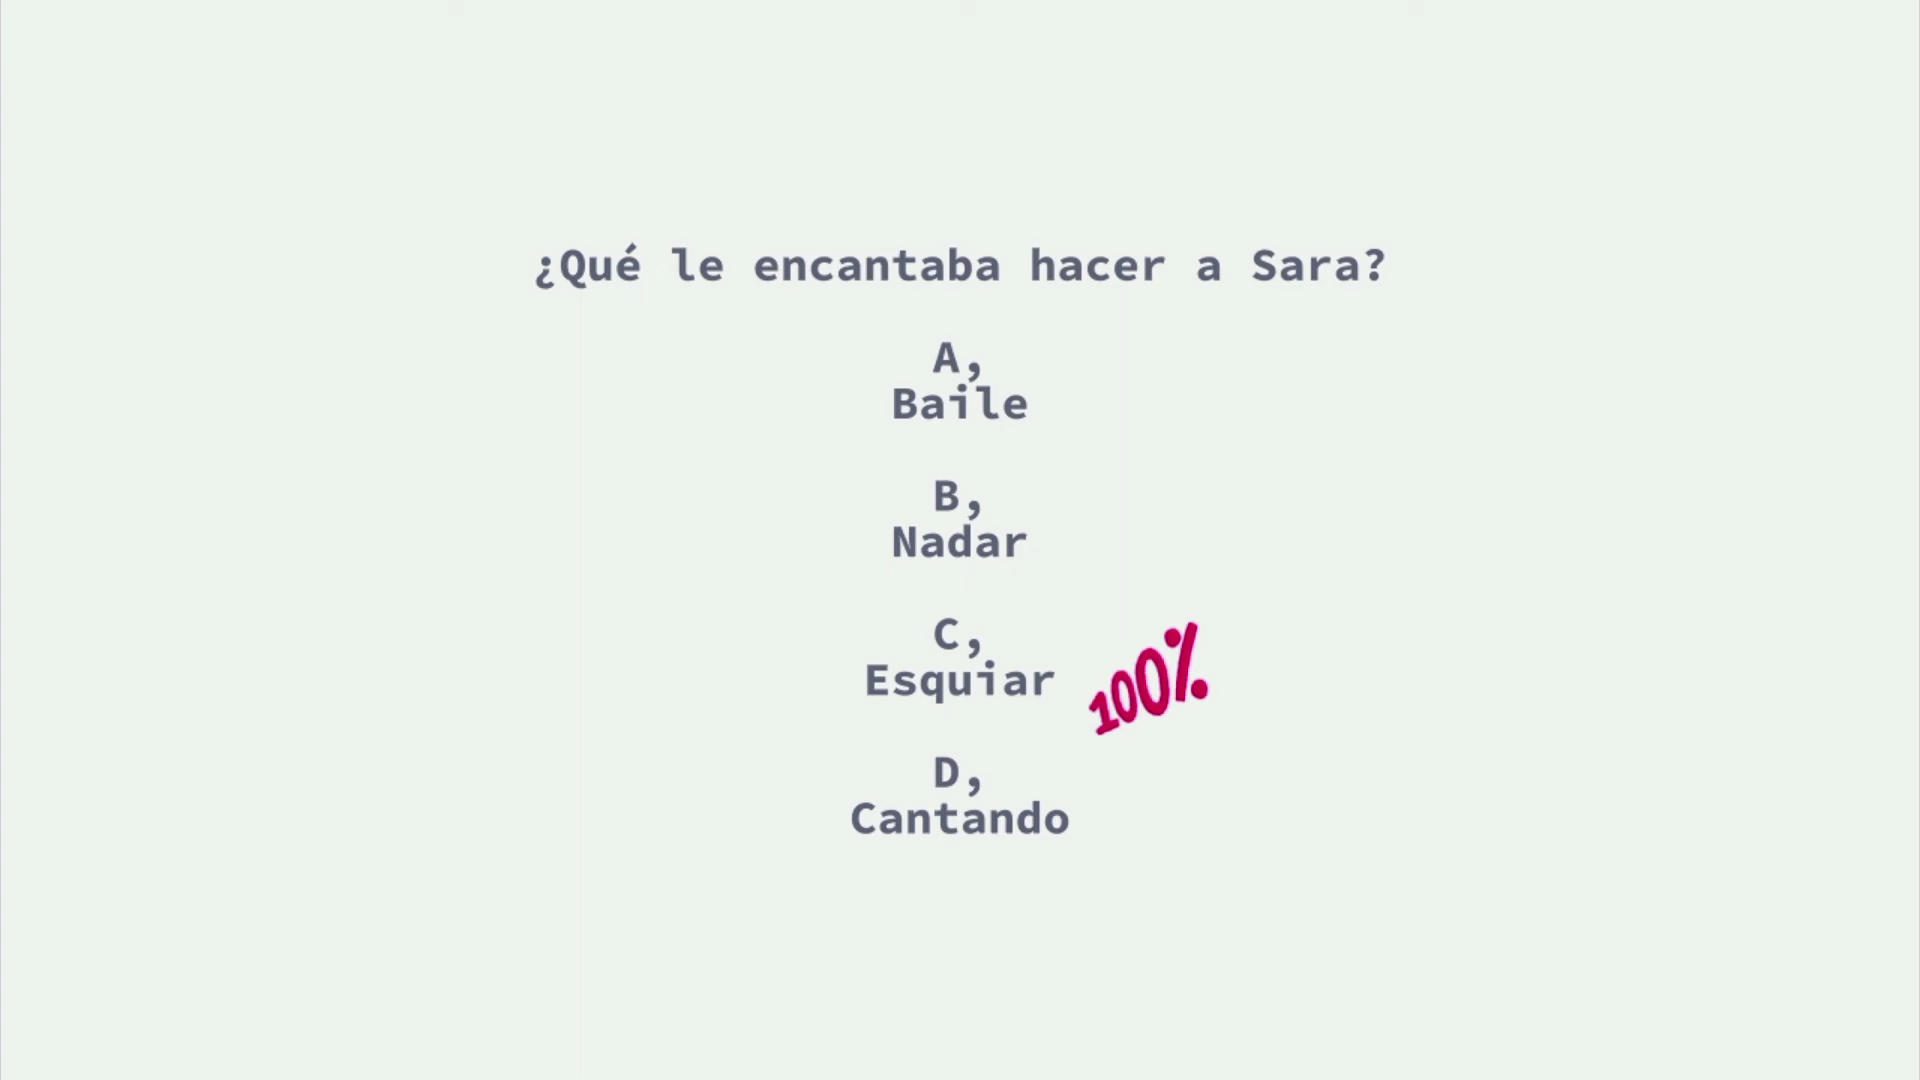 ¿Qué le encantaba hacer a Sara?
A,
Baile
B,
Nadar
C,
Esquiar
100%
D,
Cantando